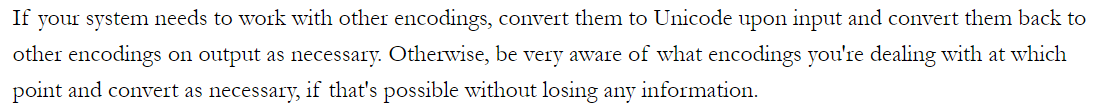 If your system needs to work with other encodings, convert them to Unicode upon input and convert them back to
other encodings on output as necessary. Otherwise, be very aware of what encodings you're dealing with at which
point and convert as necessary, if that's possible without losing any information.